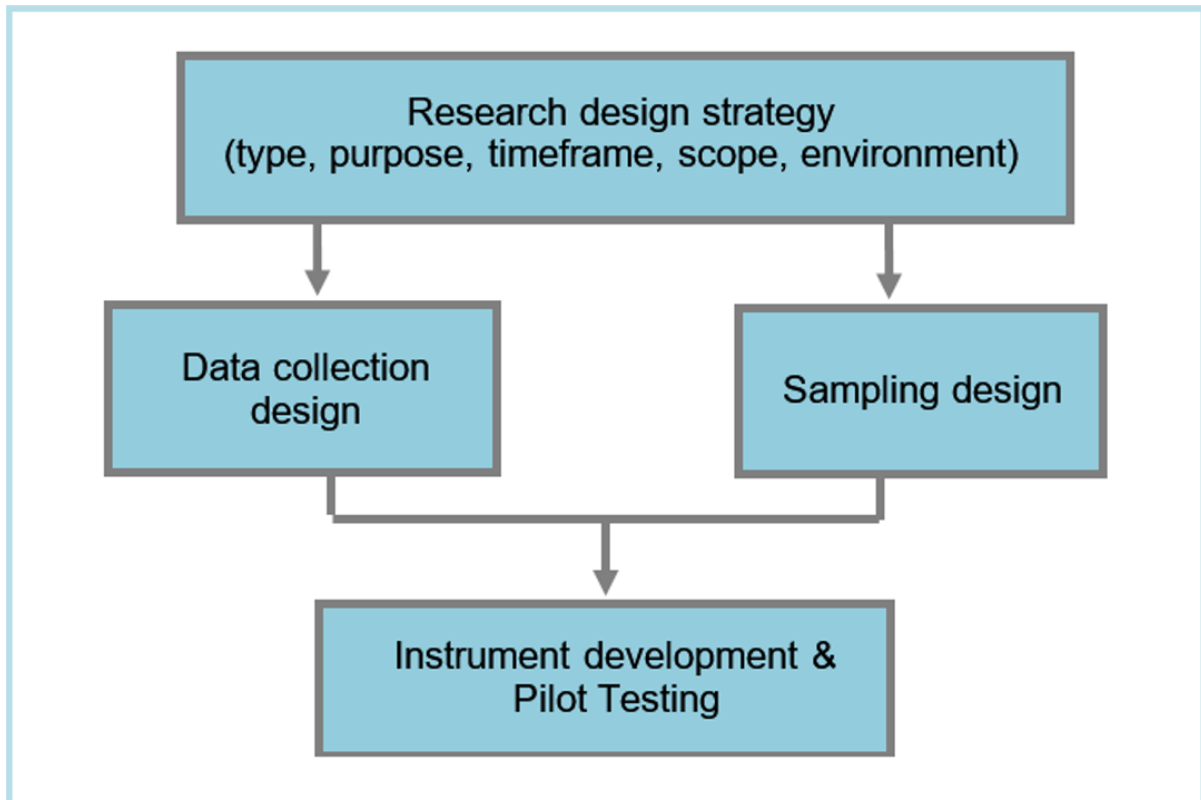 Research design strategy
(type, purpose, timeframe, scope, environment)
Data collection
design
Sampling design
Instrument development &
Pilot Testing